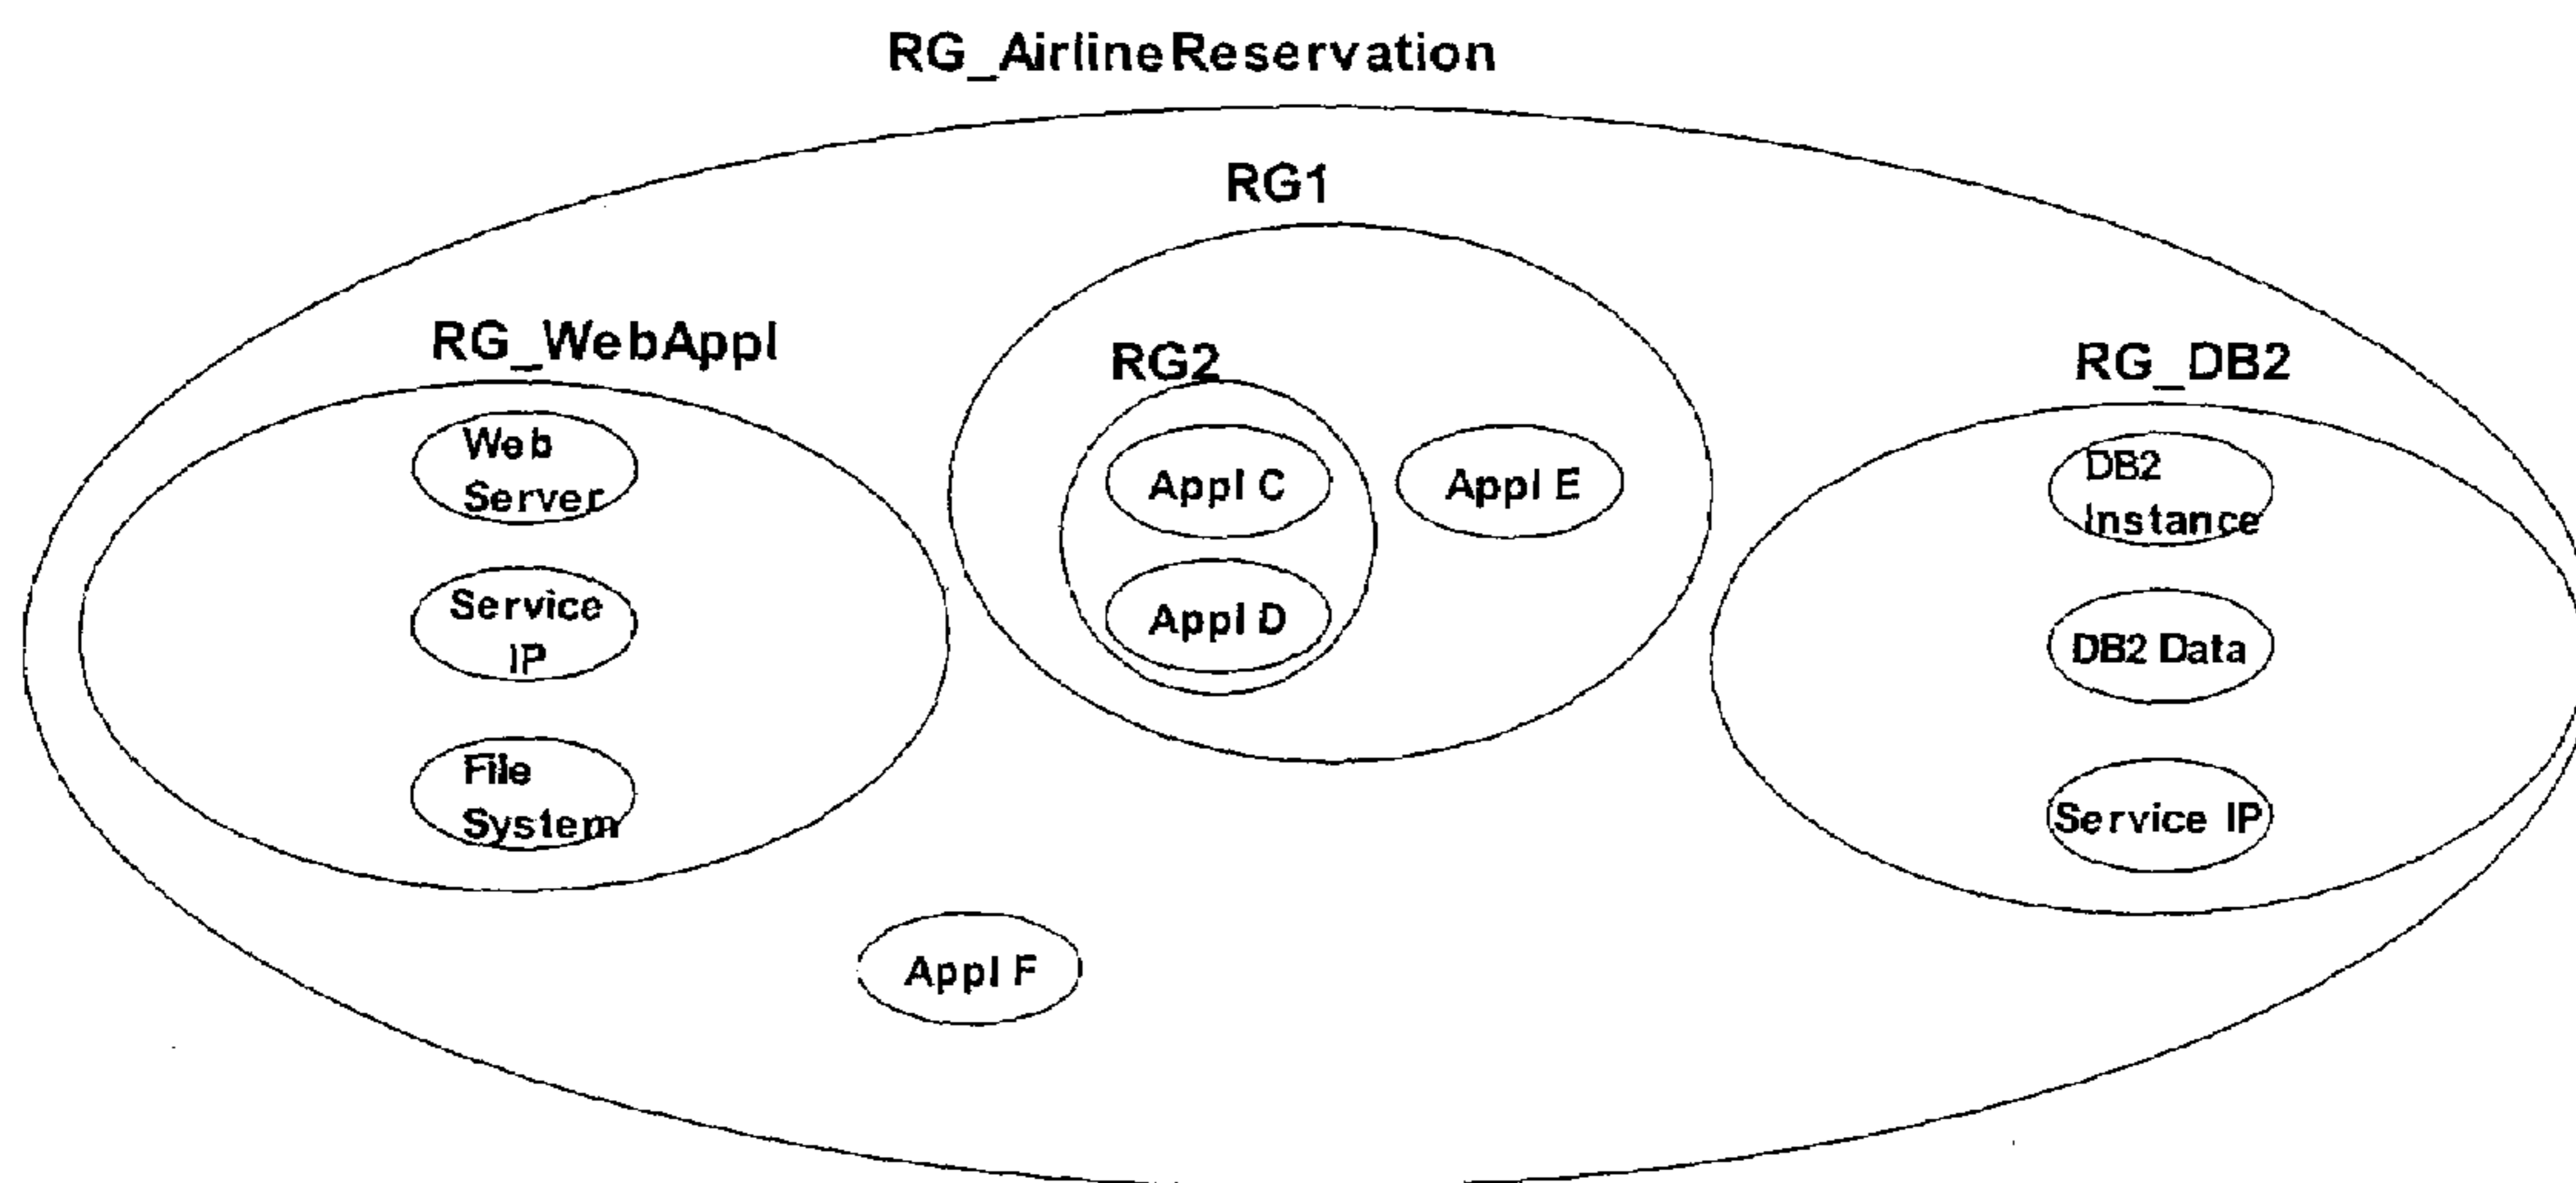 RG_AirlineReservation
RG1
RG_WebAppl
RG2
RG_DB2
Web
Server
Service
IP
File
System
Appl C
Appl D
Appl E
DB2
Instance
DB2 Data
Service IP
Appl F